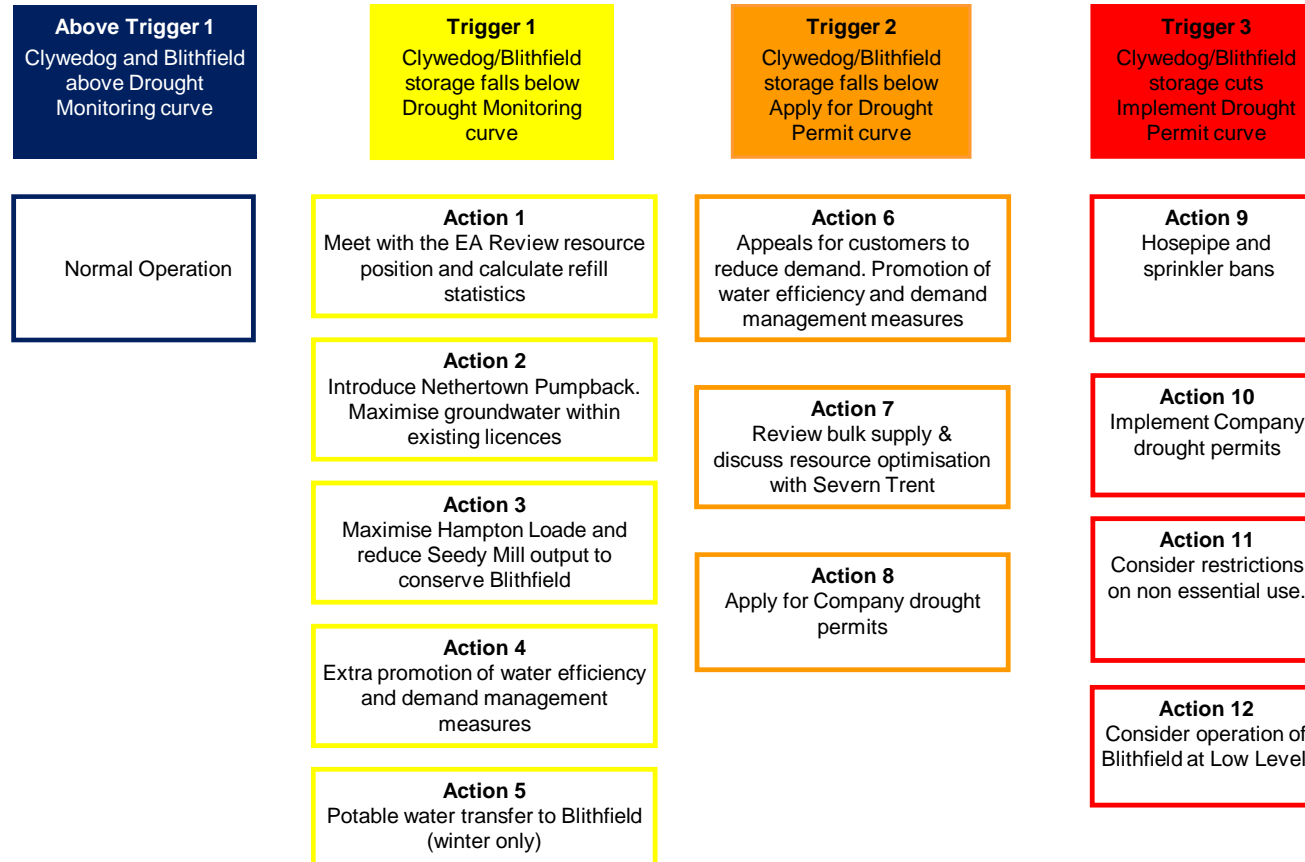 Above Trigger 1
Clywedog and Blithfield
above Drought
Monitoring curve
Normal Operation
Trigger 1
Clywedog/Blithfield
storage falls below
Drought Monitoring
curve
Action 1
Meet with the EA Review resource
position and calculate refill
statistics
Action 2
Introduce Nethertown Pumpback.
Maximise groundwater within
existing licences
Action 3
Maximise Hampton Loade and
reduce Seedy Mill output to
conserve Blithfield
Action 4
Extra promotion of water efficiency
and demand management
measures
Action 5
Potable water transfer to Blithfield
(winter only)
Trigger 2
Clywedog/Blithfield
storage falls below
Apply for Drought
Permit curve
Action 6
Appeals for customers to
reduce demand. Promotion of
water efficiency and demand
management measures
Action 7
Review bulk supply &
discuss resource optimisation
with Severn Trent
Action 8
Apply for Company drought
permits
Trigger 3
Clywedog/Blithfield
storage cuts
Implement Drought
Permit curve
Action 9
Hosepipe and
sprinkler bans
Action 10
Implement Company
drought permits
Action 11
Consider restrictions
on non essential use.
Action 12
Consider operation of
Blithfield at Low Level